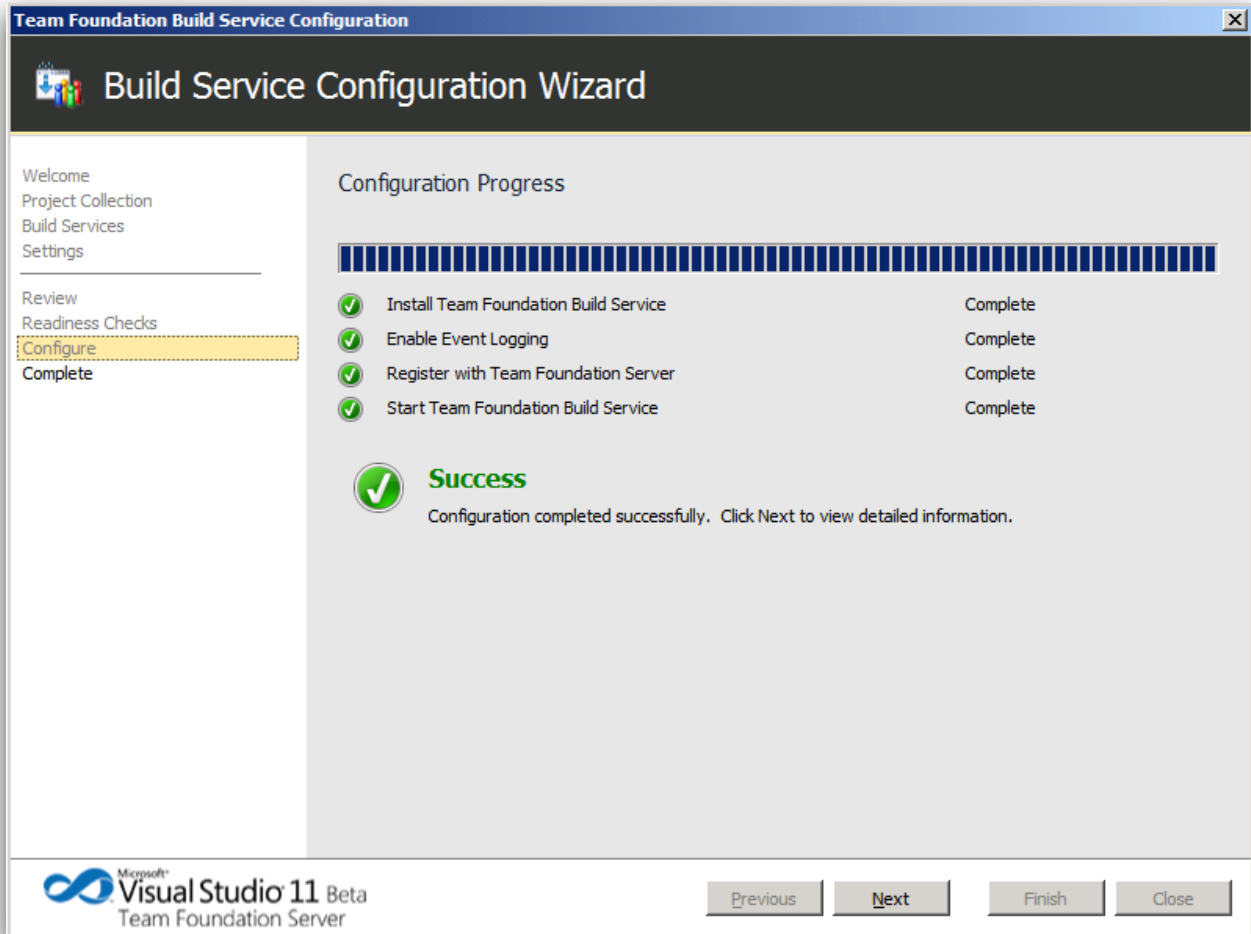 Team Foundation Build Service Configuration
Build Service Configuration Wizard
Welcome
Project Collection
Build Services
Settings
Review
Readiness Checks
Configure
Complete
Configuration Progress
Install Team Foundation Build Service Complete
Enable Event Logging Complete
Register with Team Foundation Server Complete
Start Team Foundation Build Service Complete
Success
Configuration completed successfully. Click Next to view detailed information.
Microsoft®
Visual Studio® 11 Beta
Team Foundation Server
Previous Next Finish Close